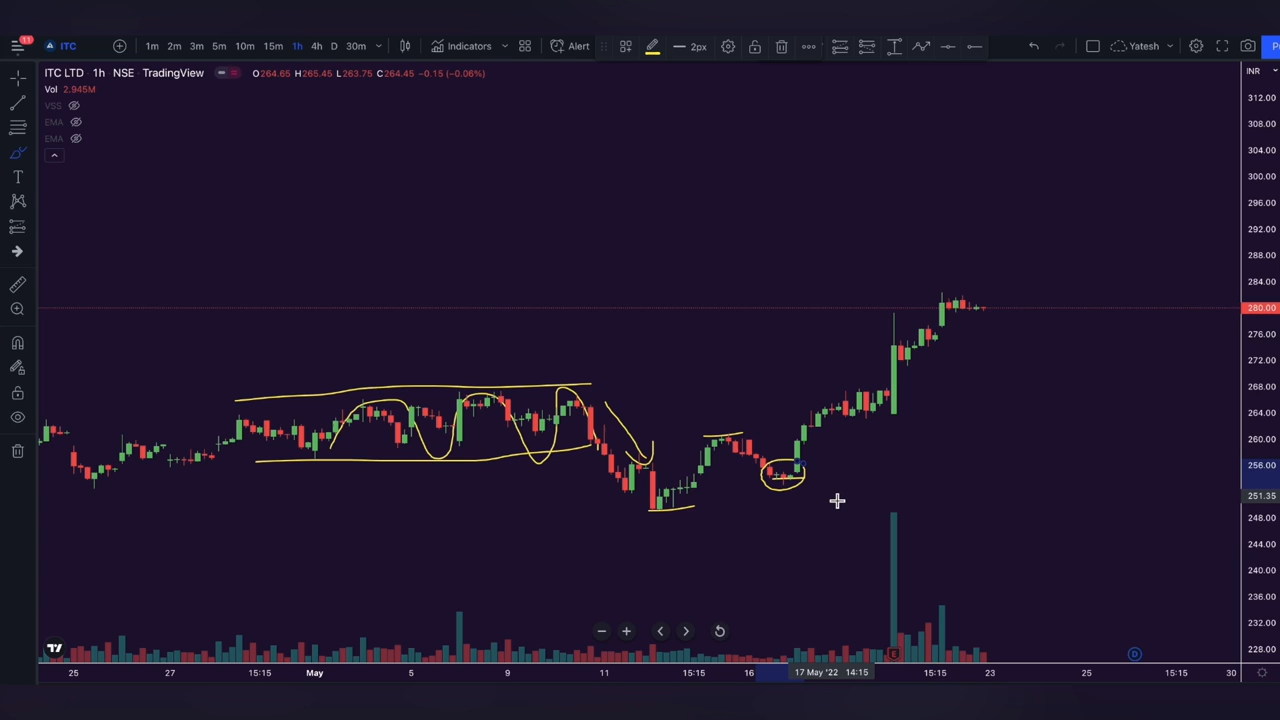 11 ITC 1m 2m 3m 5m 10m 15m 1h 4h D 30m Indicators Alert 2px Yatesh
ITC LTD · 1h · NSE · TradingView O264.65 H265.45 L263.75 C264.45 −0.15 (−0.06%) INR
Vol 2.945M
VSS
EMA
EMA
312.00
308.00
304.00
300.00
296.00
292.00
288.00
284.00
280.00
276.00
272.00
268.00
264.00
260.00
256.00
251.35
248.00
244.00
240.00
236.00
232.00
228.00
E
D
25 27 15:15 May 5 9 11 15:15 16 17 May '22 14:15 15:15 23 25 15:15 30